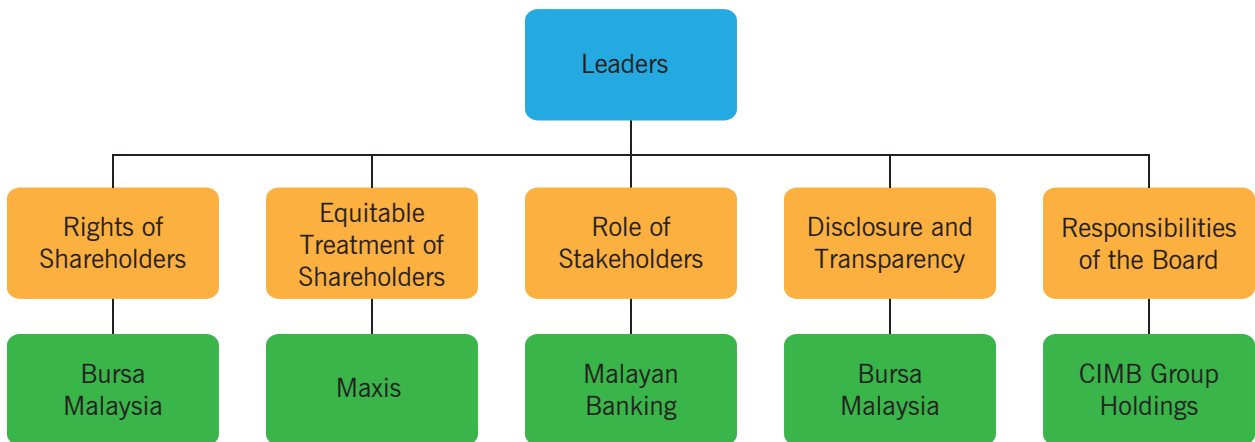 Leaders
Rights of
Shareholders
Equitable
Treatment of
Shareholders
Role of
Stakeholders
Disclosure and
Transparency
Responsibilities
of the Board
Bursa
Malaysia
Maxis
Malayan
Banking
Bursa
Malaysia
CIMB Group
Holdings